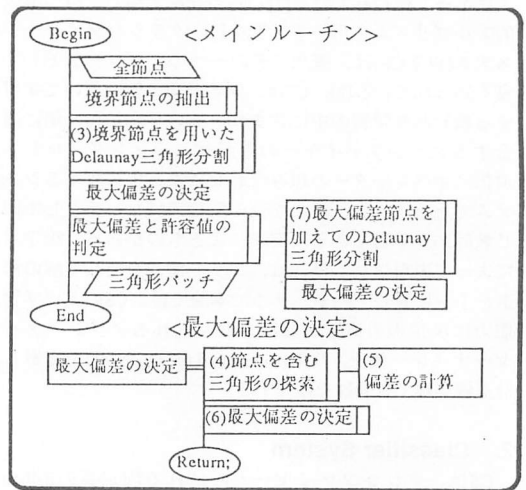 Begin
<メインルーチン>
全節点
境界節点の抽出
(3)境界節点を用いた
Delaunay三角形分割
最大偏差の決定
最大偏差と許容値の
判定
(7)最大偏差節点を
加えてのDelaunay
三角形分割
最大偏差の決定
三角形パッチ
End
<最大偏差の決定>
最大偏差の決定
(4)節点を含む
三角形の探索
(5)
偏差の計算
(6)最大偏差の決定
Return;